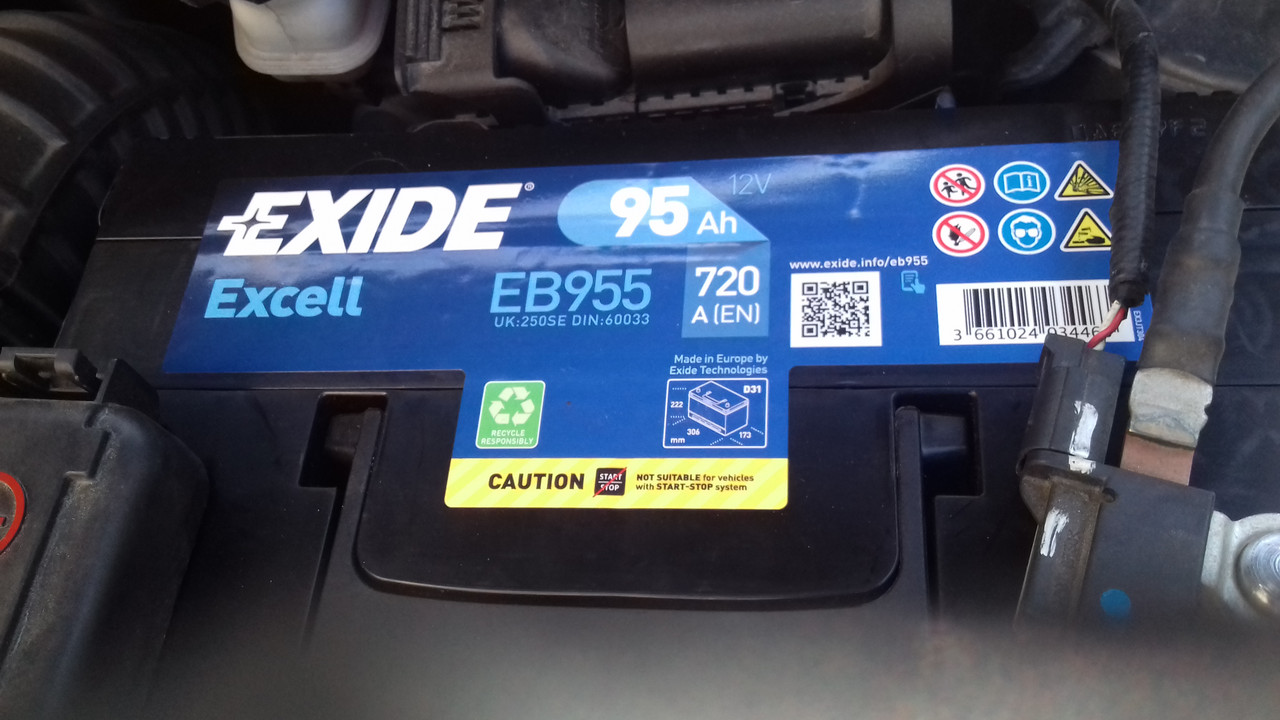 EXIDE®
95 Ah
12V
Excell
EB955
UK:250SE DIN:60033
720
A (EN)
www.exide.info/eb955
3 661024
EXIJ/304
Made in Europe by
Exide Technologies
RECYCLE
RESPONSIBLY
D31
222
306
173
mm
CAUTION
START
STOP
NOT SUITABLE for vehicles
with START-STOP system